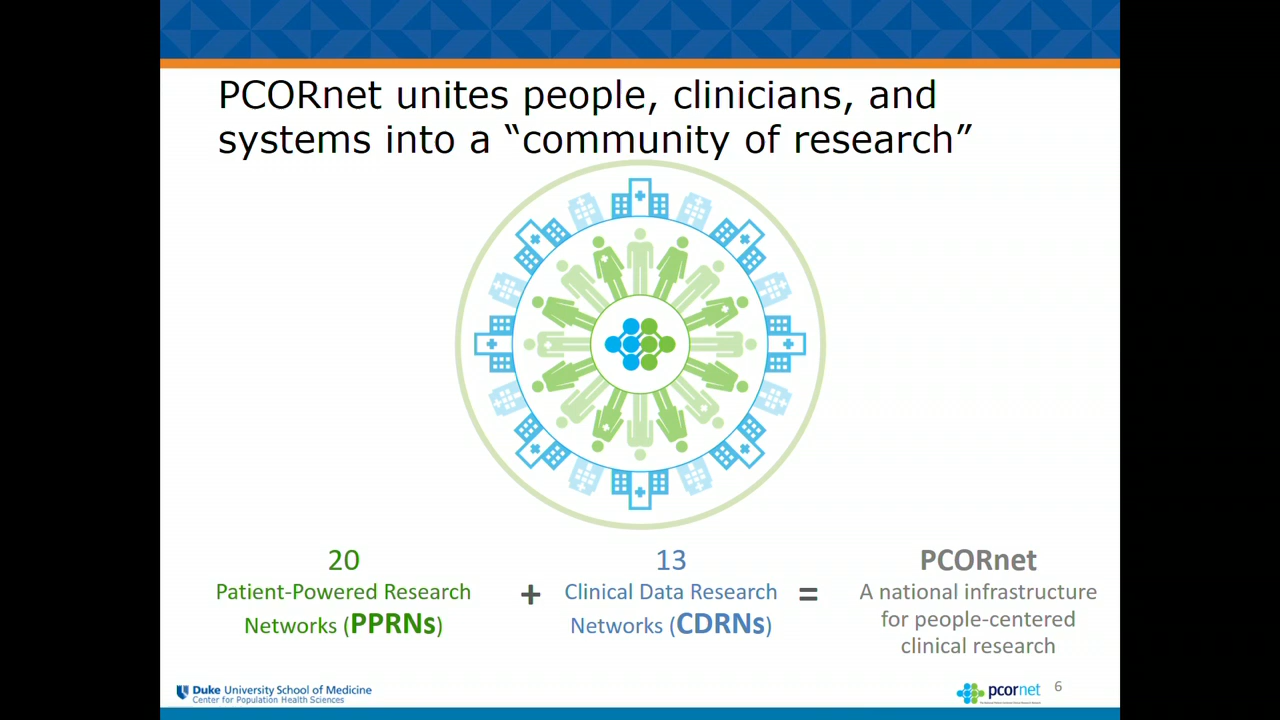 PCORnet unites people, clinicians, and
systems into a “community of research”
20
Patient-Powered Research
Networks (PPRNs)
+
13
Clinical Data Research
Networks (CDRNs)
=
PCORnet
A national infrastructure
for people-centered
clinical research
Duke University School of Medicine
Center for Population Health Sciences
pcornet
6